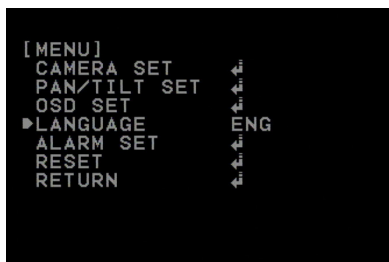 [MENU]
CAMERA SET ↵
PAN/TILT SET ↵
OSD SET ↵
►LANGUAGE ENG
ALARM SET ↵
RESET ↵
RETURN ↵